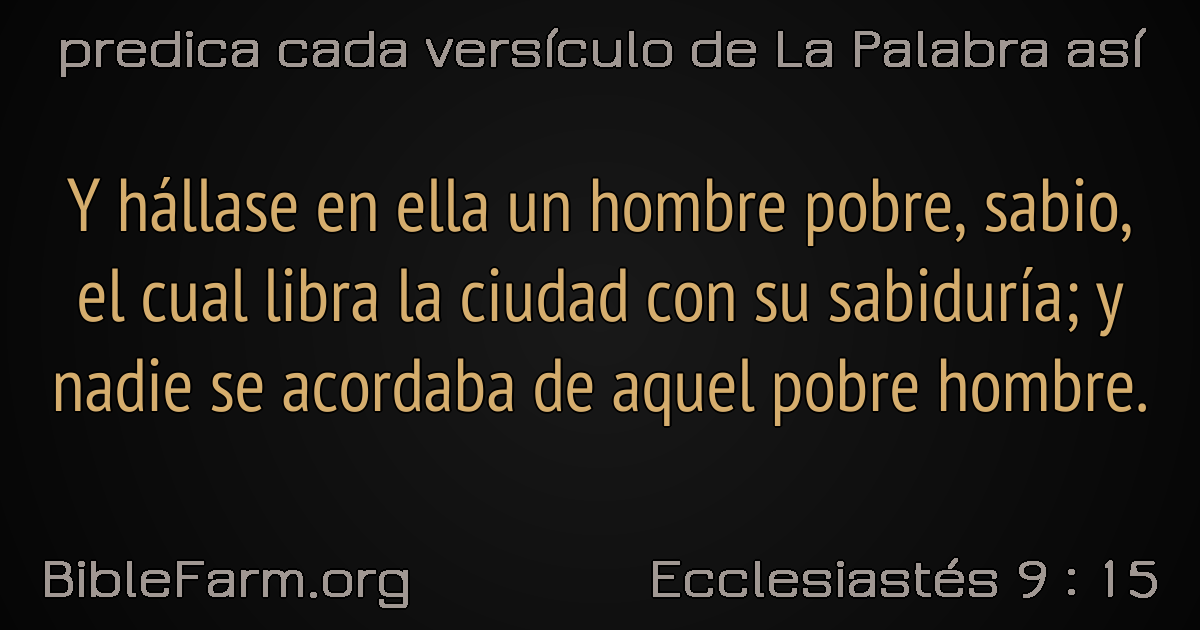 predica cada versículo de La Palabra así
Y hállase en ella un hombre pobre, sabio,
el cual libra la ciudad con su sabiduría; y
nadie se acordaba de aquel pobre hombre.
BibleFarm.org
Ecclesiastés 9 : 15